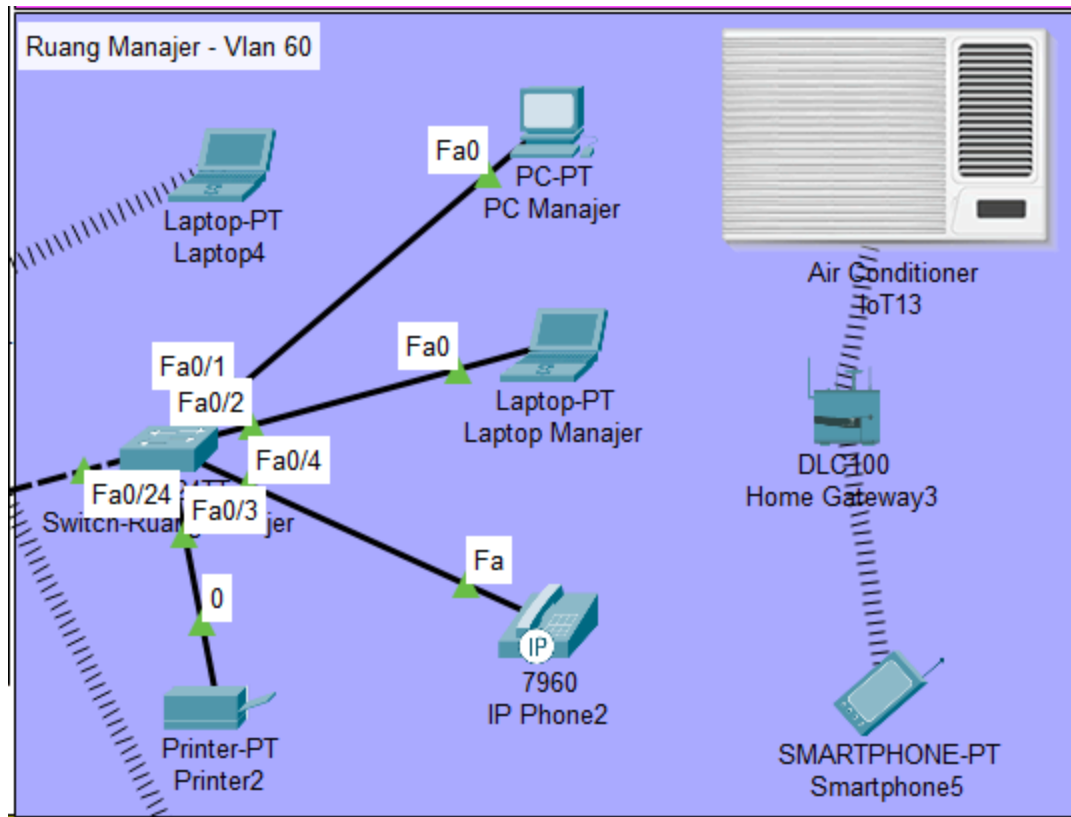 Ruang Manajer - Vlan 60
Fa0
PC-PT
PC Manajer
Laptop-PT
Laptop4
Air Conditioner
IoT13
Fa0/1
Fa0
Fa0/2
Laptop-PT
Laptop Manajer
Fa0/4
DLC100
Home Gateway3
Fa0/24
Fa0/3
Fa
0
7960
IP
IP Phone2
Printer-PT
Printer2
SMARTPHONE-PT
Smartphone5